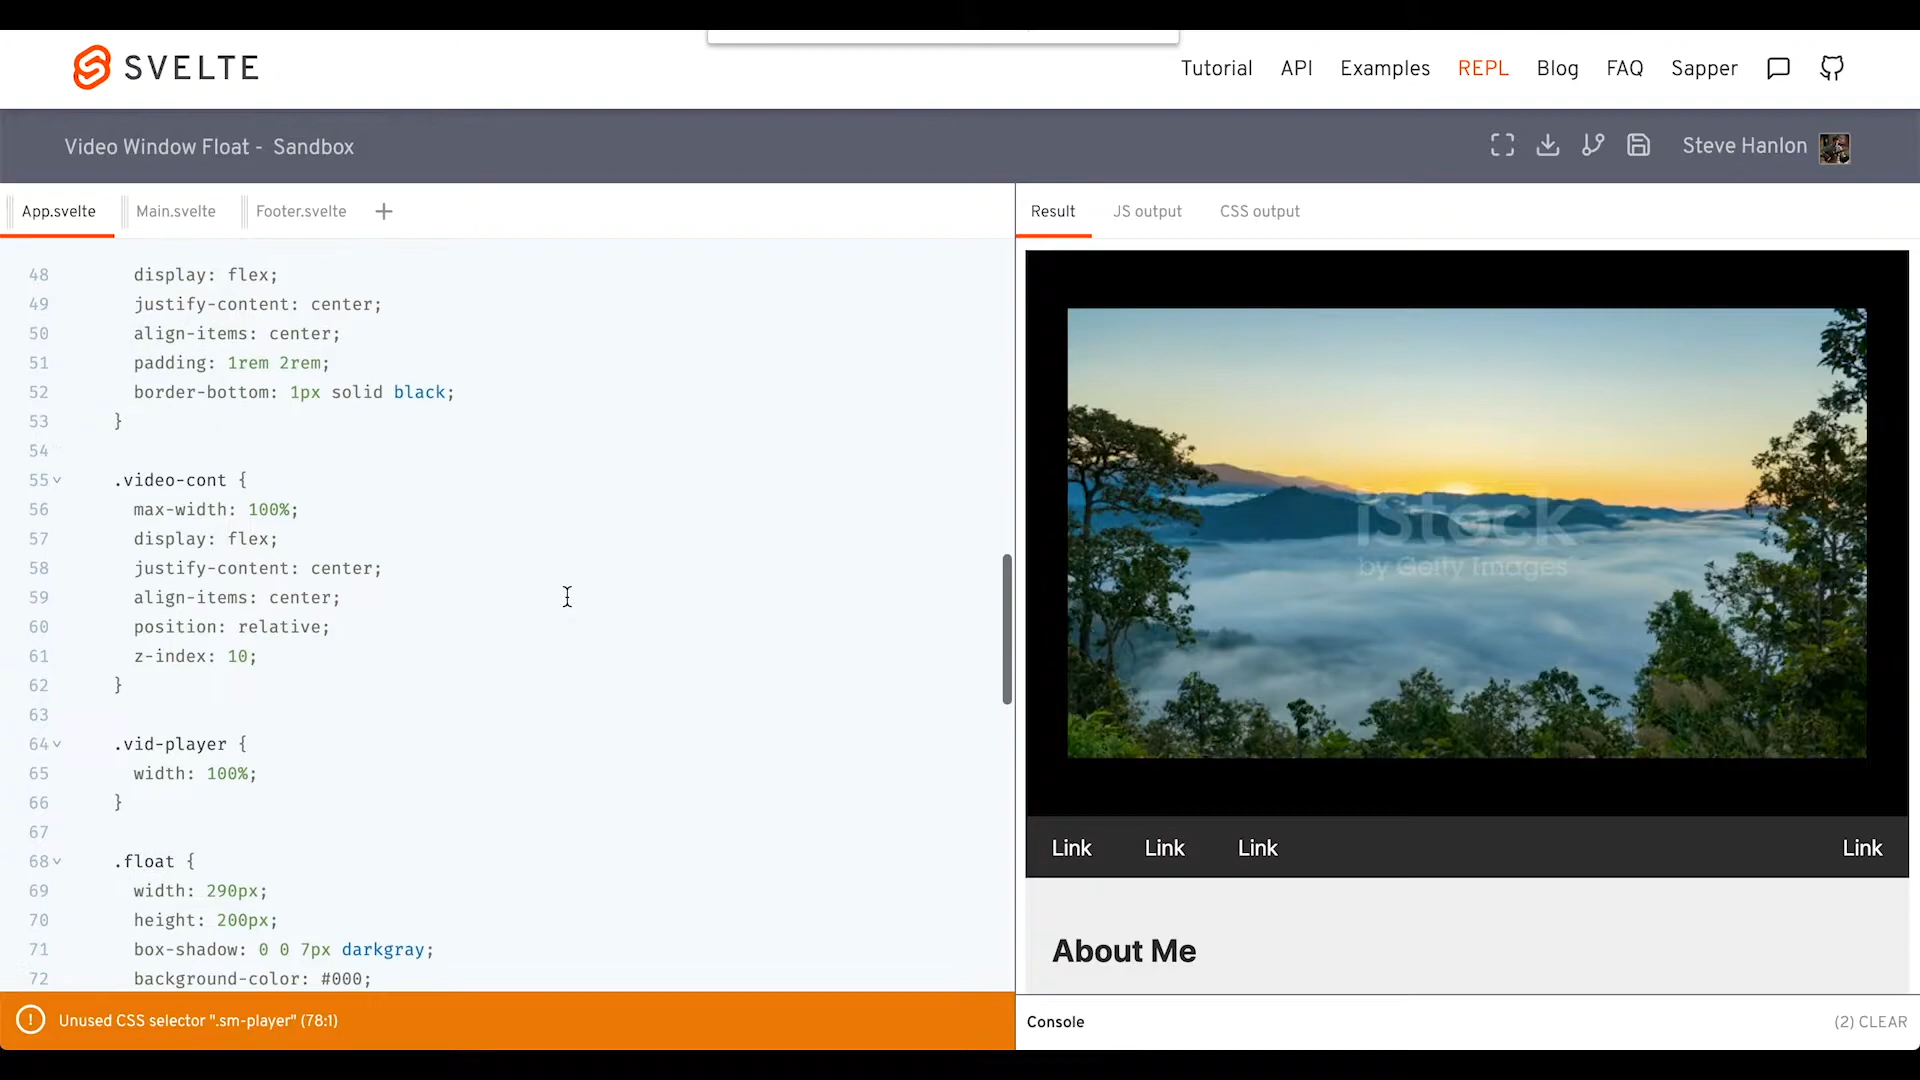 SVELTE
Tutorial API Examples REPL Blog FAQ Sapper
Video Window Float - Sandbox
Steve Hanlon
App.svelte Main.svelte Footer.svelte +
Result JS output CSS output
48 display: flex;
49 justify-content: center;
50 align-items: center;
51 padding: 1rem 2rem;
52 border-bottom: 1px solid black;
53 }
54
55 .video-cont {
56 max-width: 100%;
57 display: flex;
58 justify-content: center;
59 align-items: center;
60 position: relative;
61 z-index: 10;
62 }
63
64 .vid-player {
65 width: 100%;
66 }
67
68 .float {
69 width: 290px;
70 height: 200px;
71 box-shadow: 0 0 7px darkgray;
72 background-color: #000;
Unused CSS selector ".sm-player" (78:1)
iStock
by Getty Images
Link Link Link Link
About Me
Console (2) CLEAR